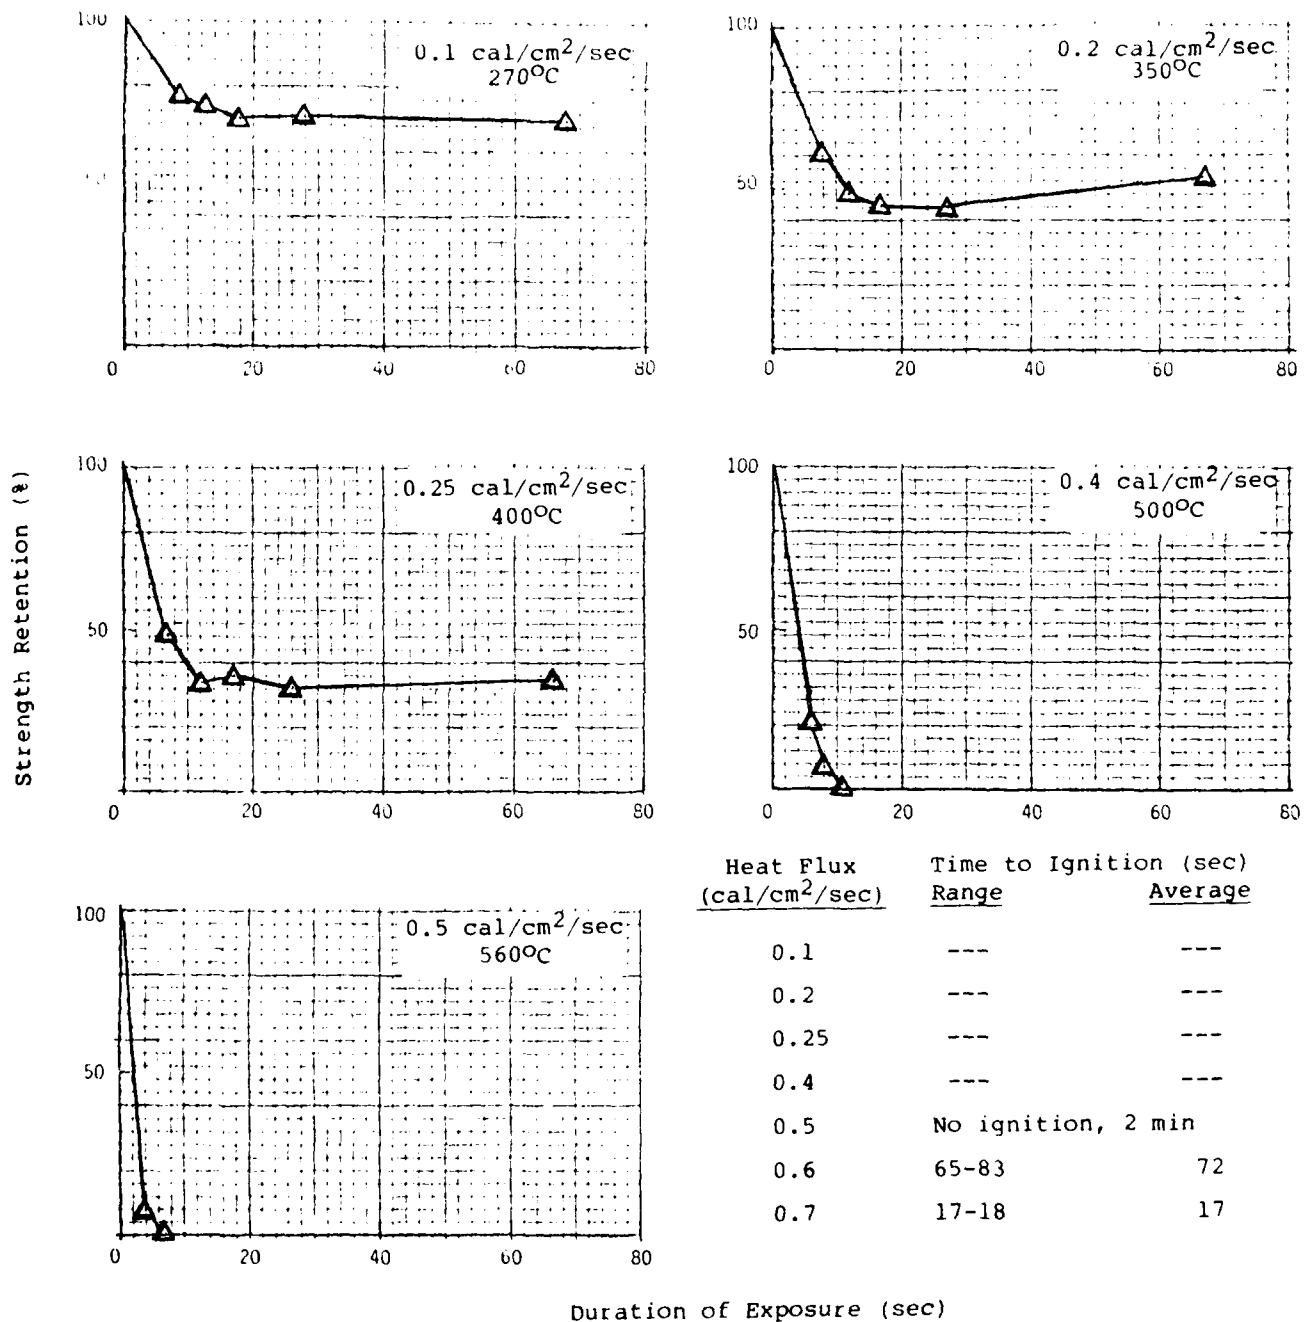 100
0.1 cal/cm²/sec
270°C
0 20 40 60 80
100
0.2 cal/cm²/sec
350°C
50
0 20 40 60 80
Strength Retention (%)
100
0.25 cal/cm²/sec
400°C
50
0 20 40 60 80
100
0.4 cal/cm²/sec
500°C
50
0 20 40 60 80
100
0.5 cal/cm²/sec
560°C
50
0 20 40 60 80
Heat Flux Time to Ignition (sec)
(cal/cm²/sec) Range Average
0.1 --- ---
0.2 --- ---
0.25 --- ---
0.4 --- ---
0.5 No ignition, 2 min
0.6 65-83 72
0.7 17-18 17
Duration of Exposure (sec)